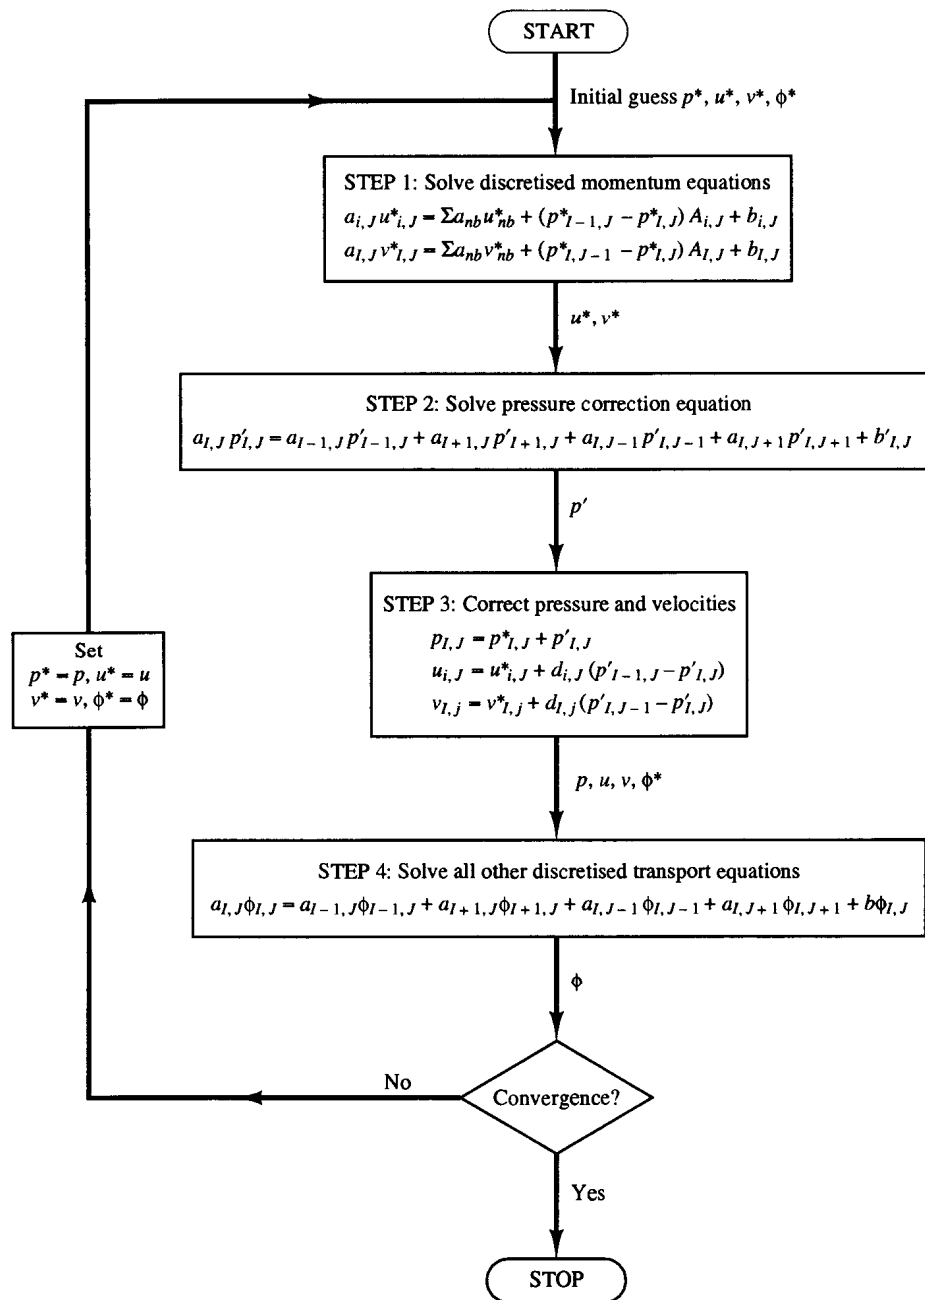 START
Initial guess p*, u*, v*, ϕ*
STEP 1: Solve discretised momentum equations
a_{i,J} u*_{i,J} = Σa_{nb} u*_{nb} + (p*_{I−1,J} − p*_{I,J}) A_{i,J} + b_{i,J}
a_{I,J} v*_{I,J} = Σa_{nb} v*_{nb} + (p*_{I,J−1} − p*_{I,J}) A_{I,J} + b_{I,J}
u*, v*
STEP 2: Solve pressure correction equation
a_{I,J} p′_{I,J} = a_{I−1,J} p′_{I−1,J} + a_{I+1,J} p′_{I+1,J} + a_{I,J−1} p′_{I,J−1} + a_{I,J+1} p′_{I,J+1} + b′_{I,J}
p′
STEP 3: Correct pressure and velocities
p_{I,J} = p*_{I,J} + p′_{I,J}
u_{i,J} = u*_{i,J} + d_{i,J} (p′_{I−1,J} − p′_{I,J})
v_{I,j} = v*_{I,j} + d_{I,j} (p′_{I,J−1} − p′_{I,J})
Set
p* = p, u* = u
v* = v, ϕ* = ϕ
p, u, v, ϕ*
STEP 4: Solve all other discretised transport equations
a_{I,J} ϕ_{I,J} = a_{I−1,J} ϕ_{I−1,J} + a_{I+1,J} ϕ_{I+1,J} + a_{I,J−1} ϕ_{I,J−1} + a_{I,J+1} ϕ_{I,J+1} + bϕ_{I,J}
ϕ
No
Convergence?
Yes
STOP